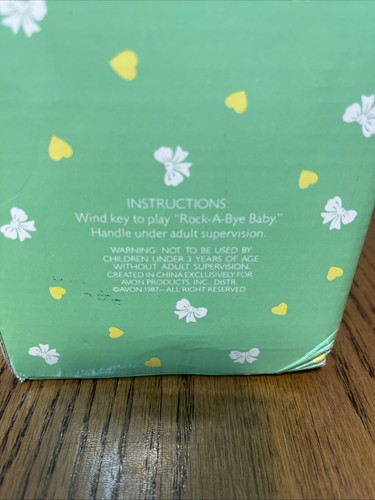 INSTRUCTIONS:
Wind key to play "Rock-A-Bye Baby."
Handle under adult supervision.
WARNING: NOT TO BE USED BY
CHILDREN UNDER 3 YEARS OF AGE
WITHOUT ADULT SUPERVISION.
CREATED IN CHINA EXCLUSIVELY FOR
AVON PRODUCTS, INC. DISTR.
©AVON 1987—ALL RIGHT RESERVED